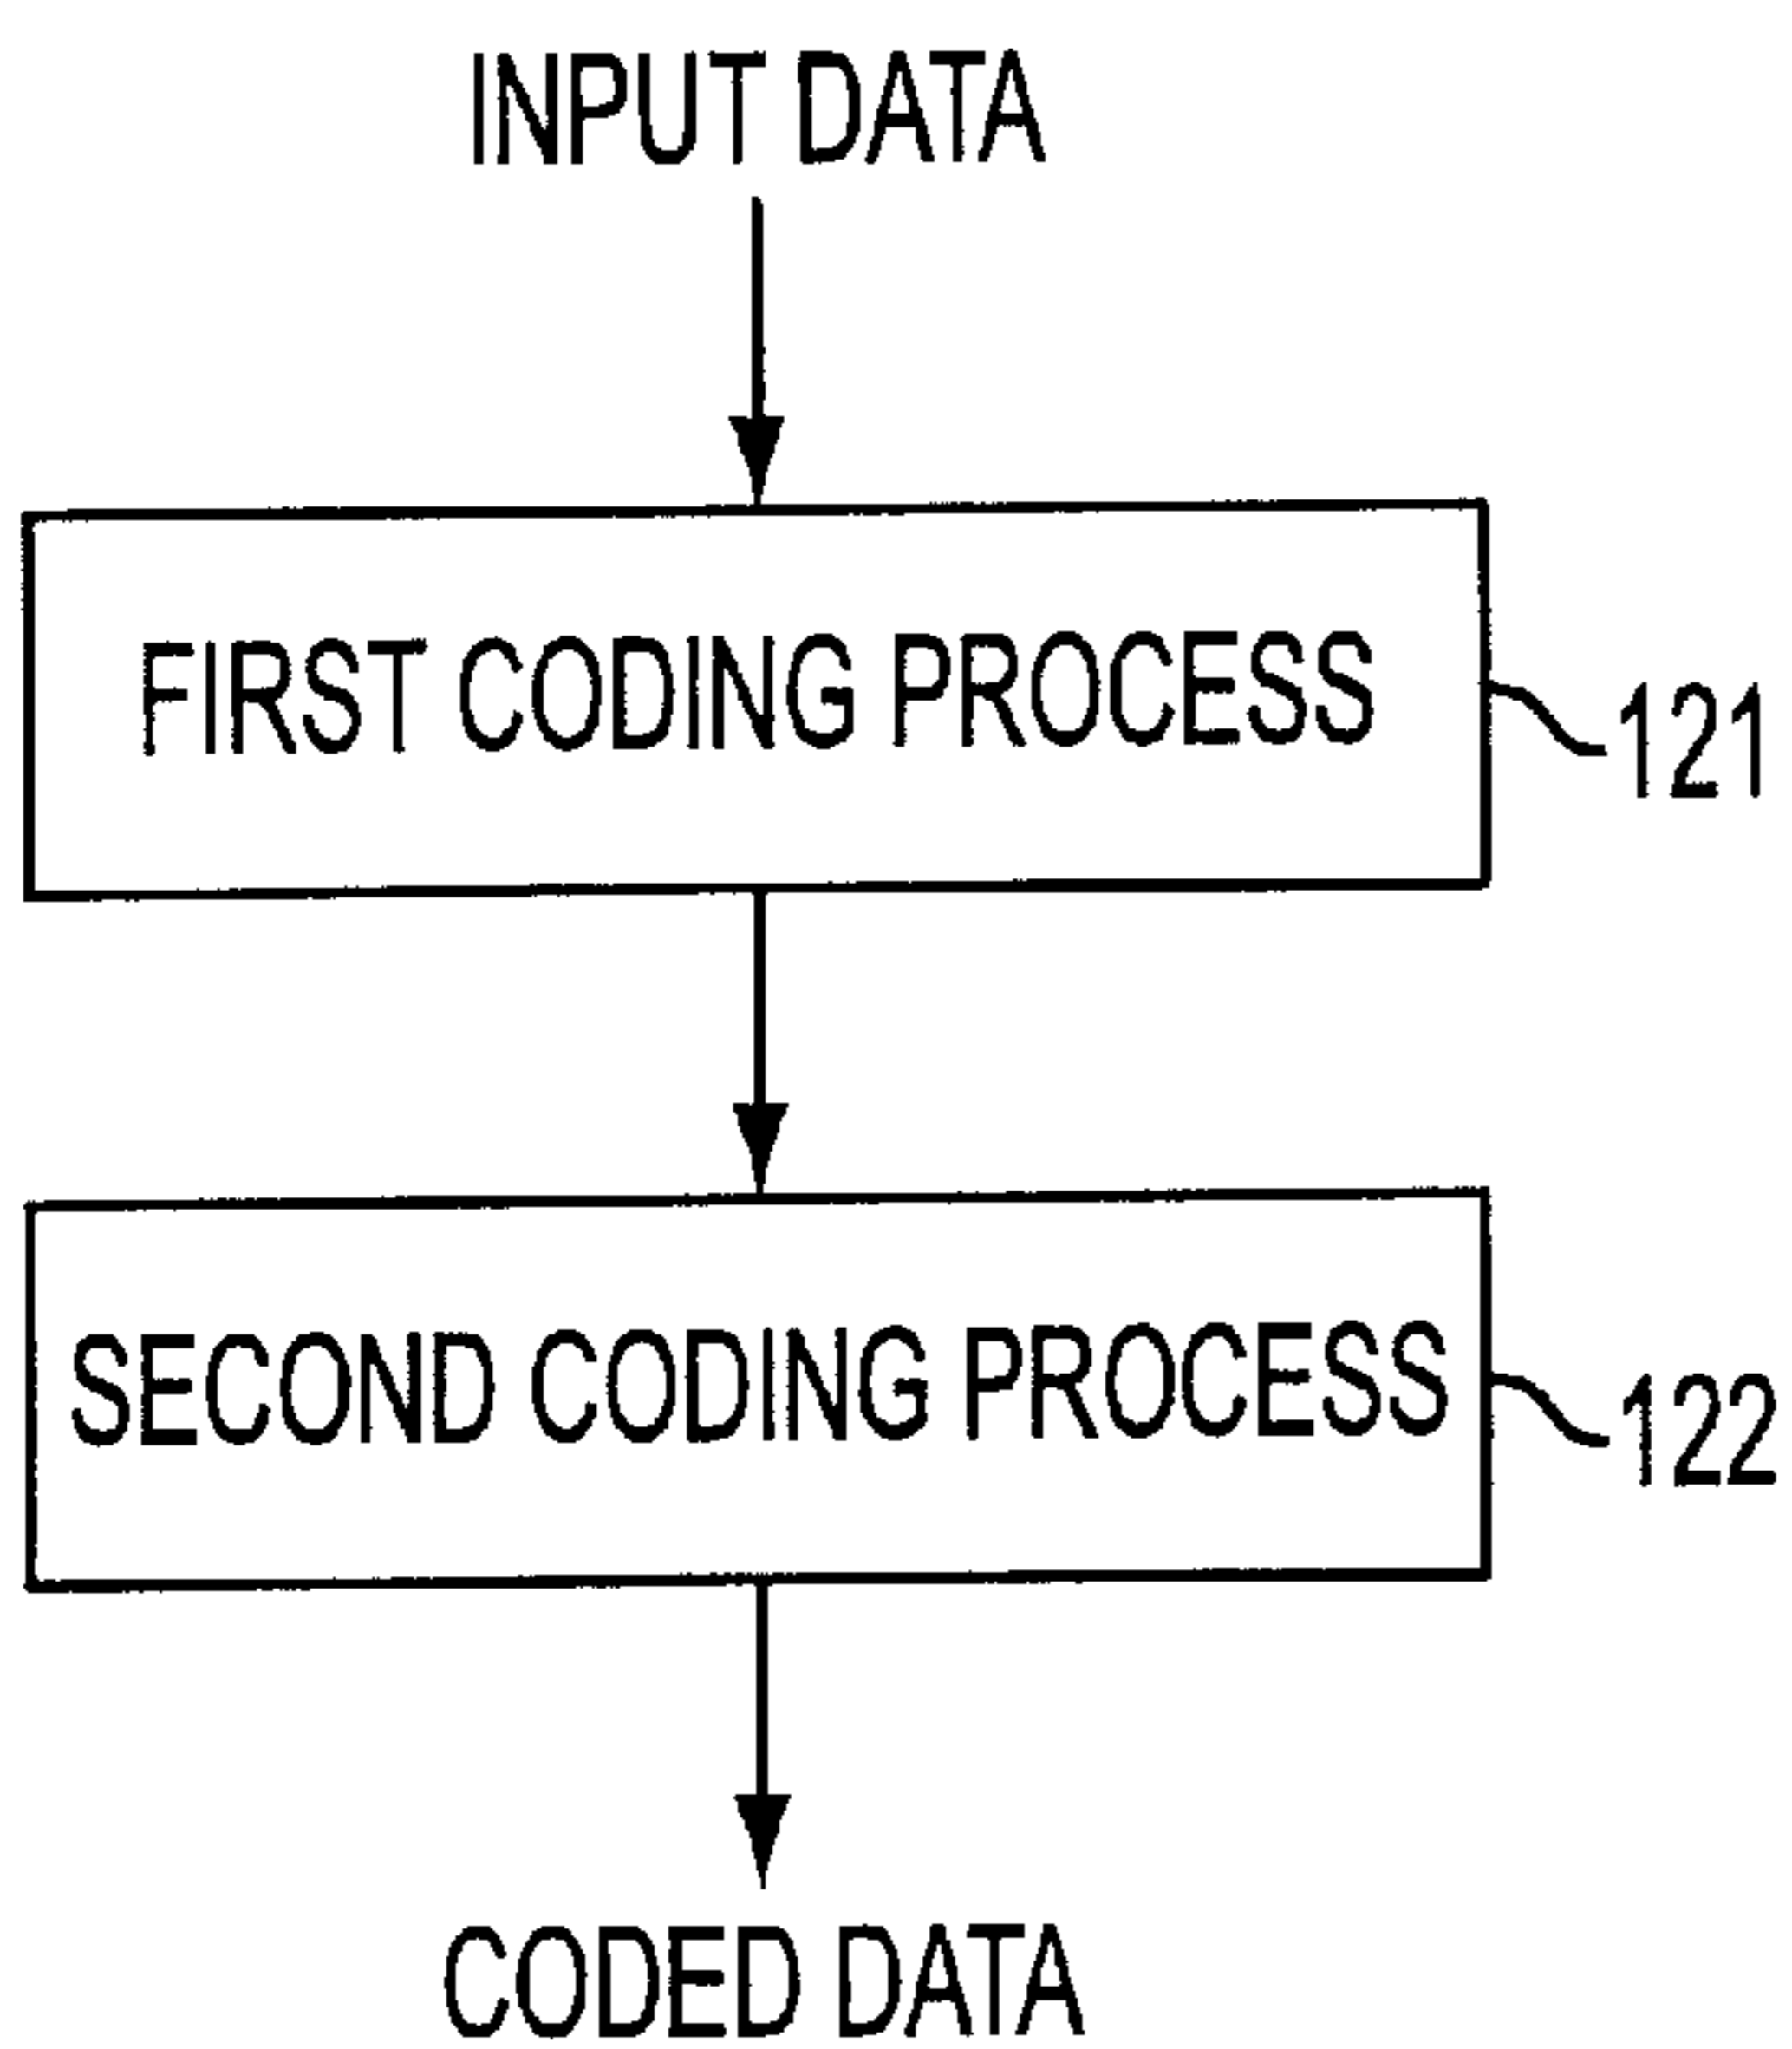 INPUT DATA
FIRST CODING PROCESS
121
SECOND CODING PROCESS
122
CODED DATA